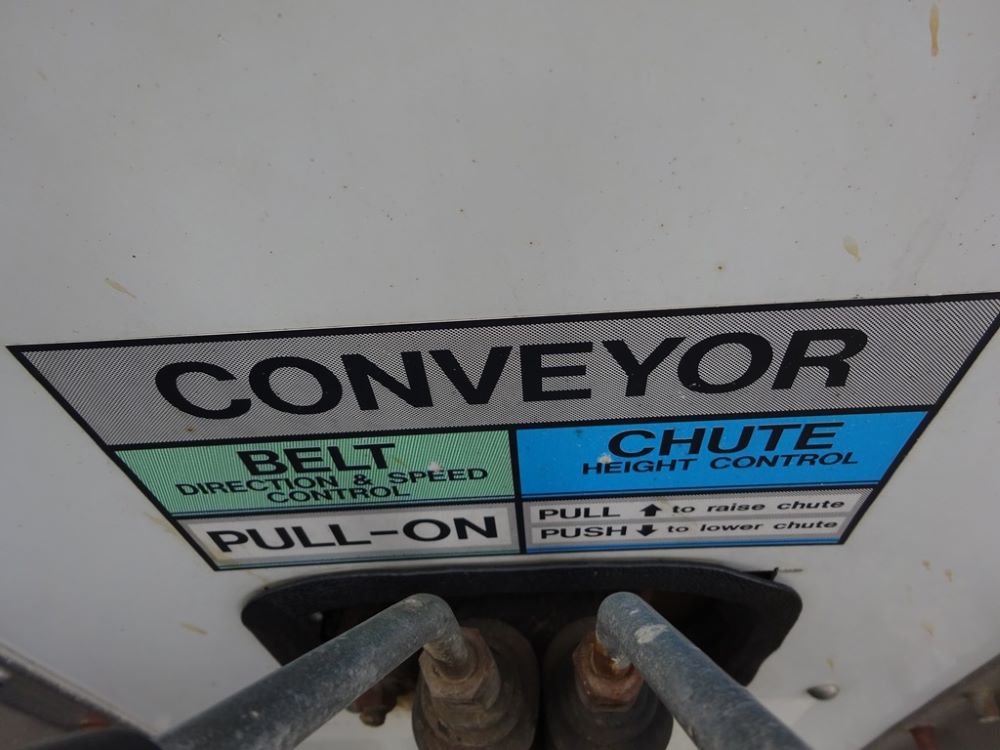 CONVEYOR
BELT
DIRECTION & SPEED
CONTROL
PULL-ON
CHUTE
HEIGHT CONTROL
PULL ⬆ to raise chute
PUSH ⬇ to lower chute